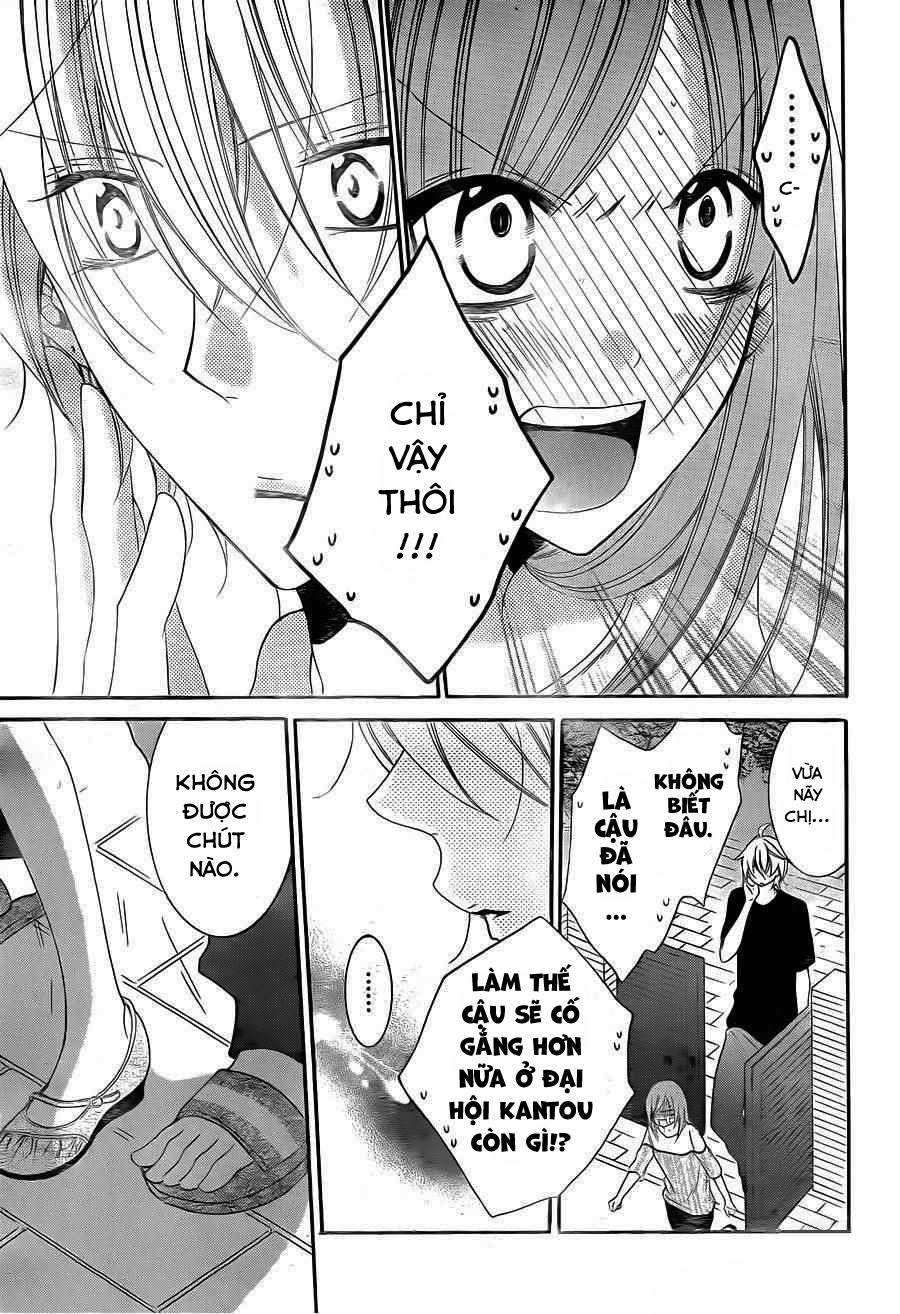 ........
C-
CHỈ
VẬY
THÔI
!!!
VỪA
NÃY
CHỊ...
KHÔNG
BIẾT
ĐÂU.
LÀ
CẬU
ĐÃ
NÓI
...
LÀM THẾ
CẬU SẼ CỐ
GẮNG HƠN
NỮA Ở ĐẠI
HỘI KANTOU
CÒN GÌ!?
......
KHÔNG
ĐƯỢC
CHÚT
NÀO.